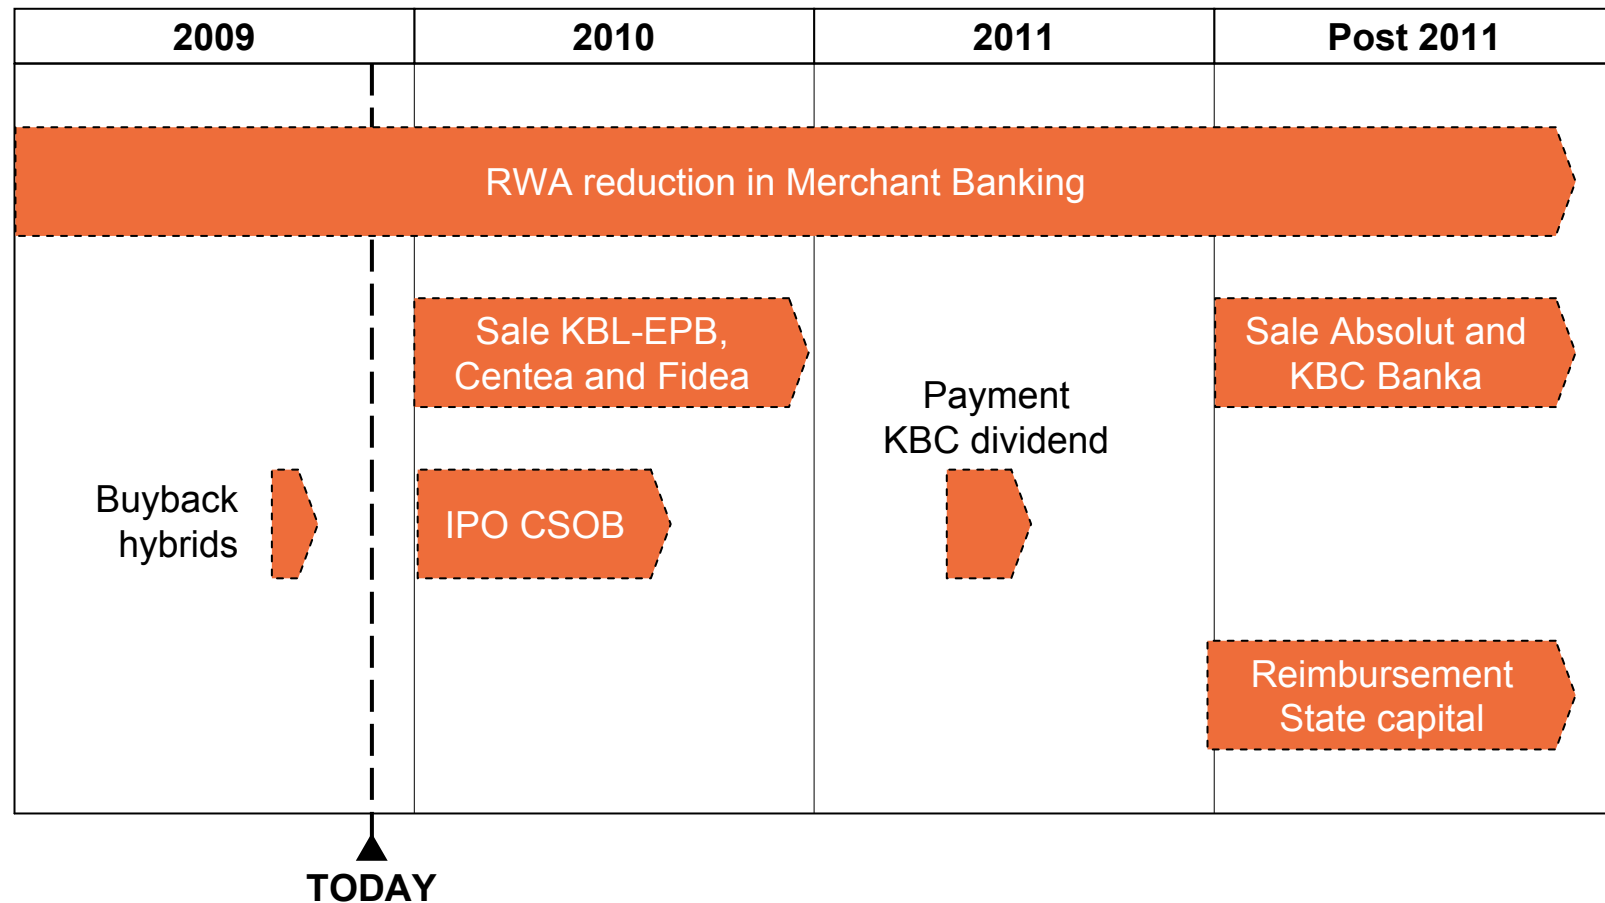 2009
2010
2011
Post 2011
RWA reduction in Merchant Banking
Sale KBL-EPB,
Centea and Fidea
Sale Absolut and
KBC Banka
Payment
KBC dividend
Buyback
hybrids
IPO CSOB
Reimbursement
State capital
TODAY